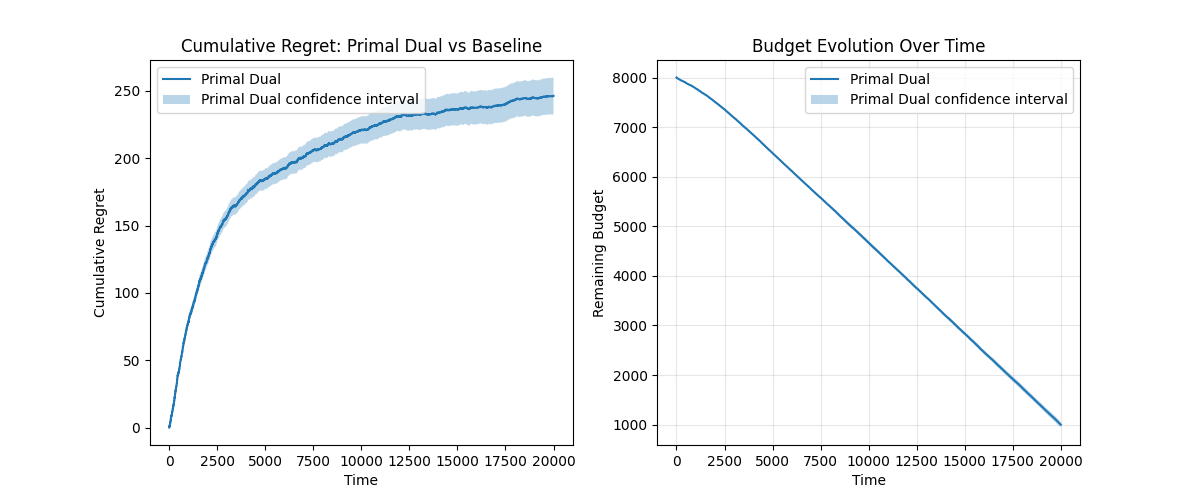 Cumulative Regret: Primal Dual vs Baseline
Primal Dual
Primal Dual confidence interval
250
200
150
100
50
0
Cumulative Regret
0 2500 5000 7500 10000 12500 15000 17500 20000
Time
Budget Evolution Over Time
Primal Dual
Primal Dual confidence interval
8000
7000
6000
5000
4000
3000
2000
1000
Remaining Budget
0 2500 5000 7500 10000 12500 15000 17500 20000
Time